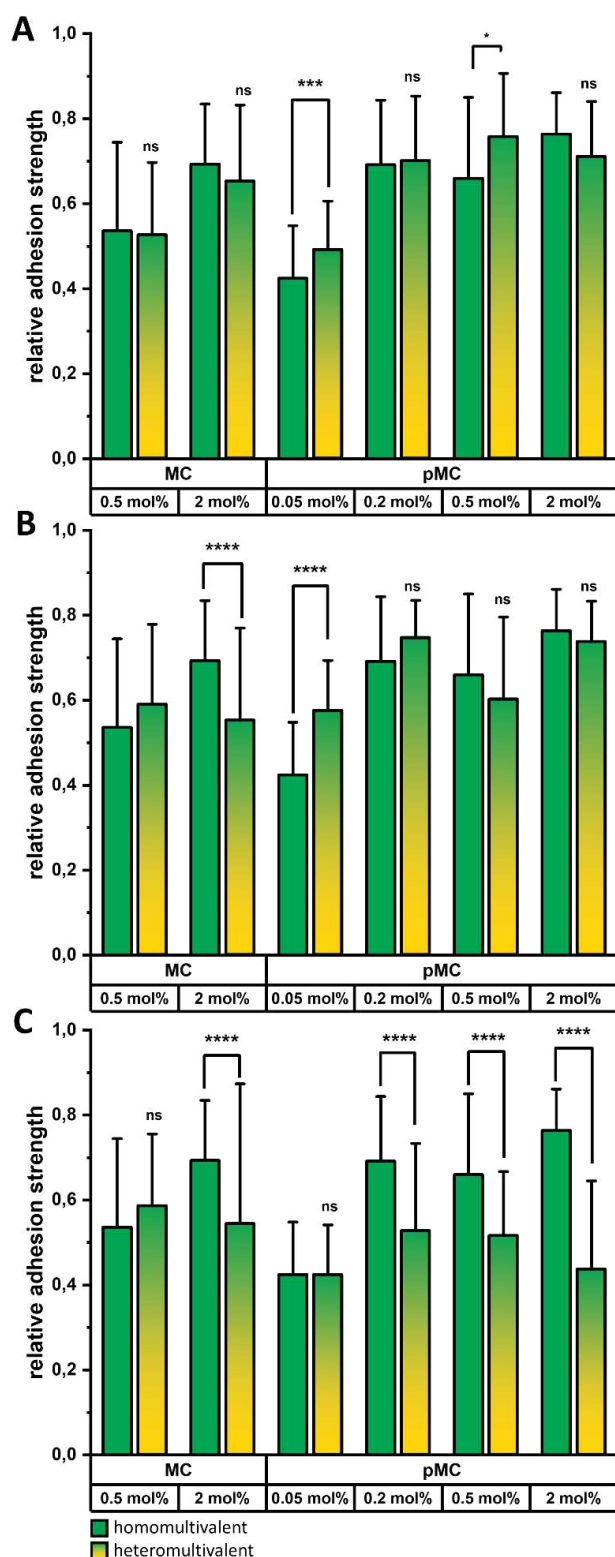 A
relative adhesion strength
1,0
0,8
0,6
0,4
0,2
0,0
ns
ns
***
ns
*
ns
MC
pMC
0.5 mol%
2 mol%
0.05 mol%
0.2 mol%
0.5 mol%
2 mol%
B
relative adhesion strength
1,0
0,8
0,6
0,4
0,2
0,0
****
****
ns
ns
ns
MC
pMC
0.5 mol%
2 mol%
0.05 mol%
0.2 mol%
0.5 mol%
2 mol%
C
relative adhesion strength
1,0
0,8
0,6
0,4
0,2
0,0
ns
****
ns
****
****
****
MC
pMC
0.5 mol%
2 mol%
0.05 mol%
0.2 mol%
0.5 mol%
2 mol%
homomultivalent
heteromultivalent